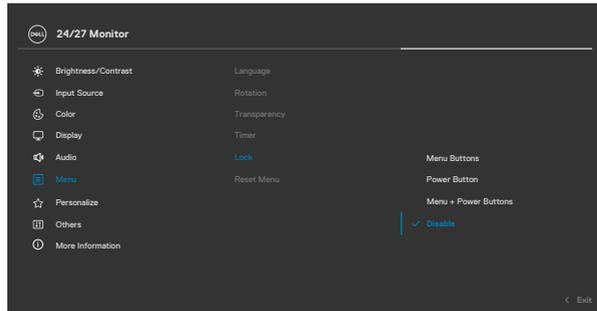 DELL
24/27 Monitor
Brightness/Contrast
Language
Input Source
Rotation
Color
Transparency
Display
Timer
Audio
Lock
Menu Buttons
Menu
Reset Menu
Power Button
Personalize
Menu + Power Buttons
Others
Disable
More Information
Exit